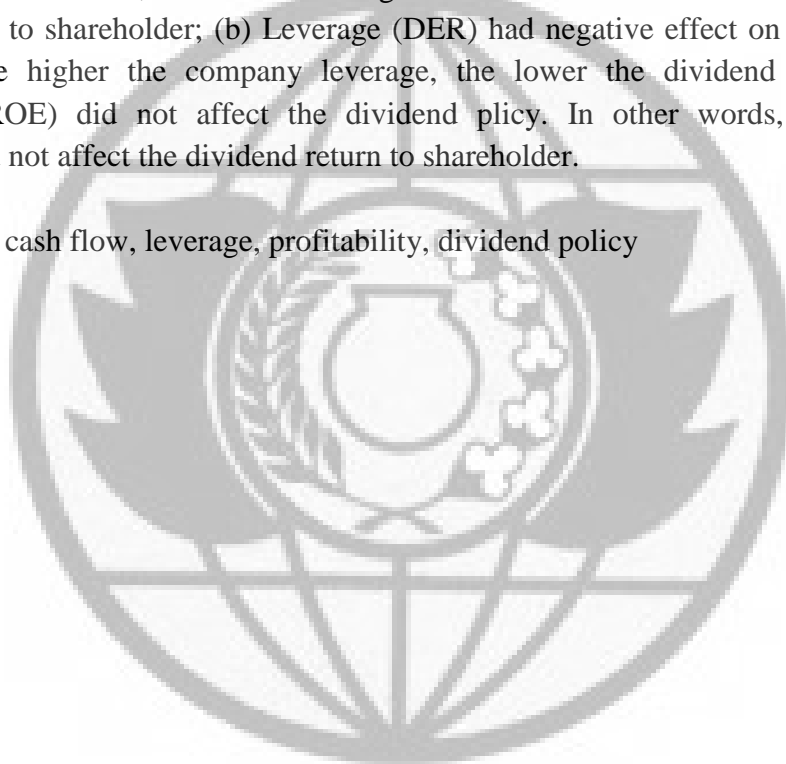 to shareholder; (b) Leverage (DER) had negative effect on
higher the company leverage, the lower the dividend
ROE) did not affect the dividend plicy. In other words,
not affect the dividend return to shareholder.
cash flow, leverage, profitability, dividend policy